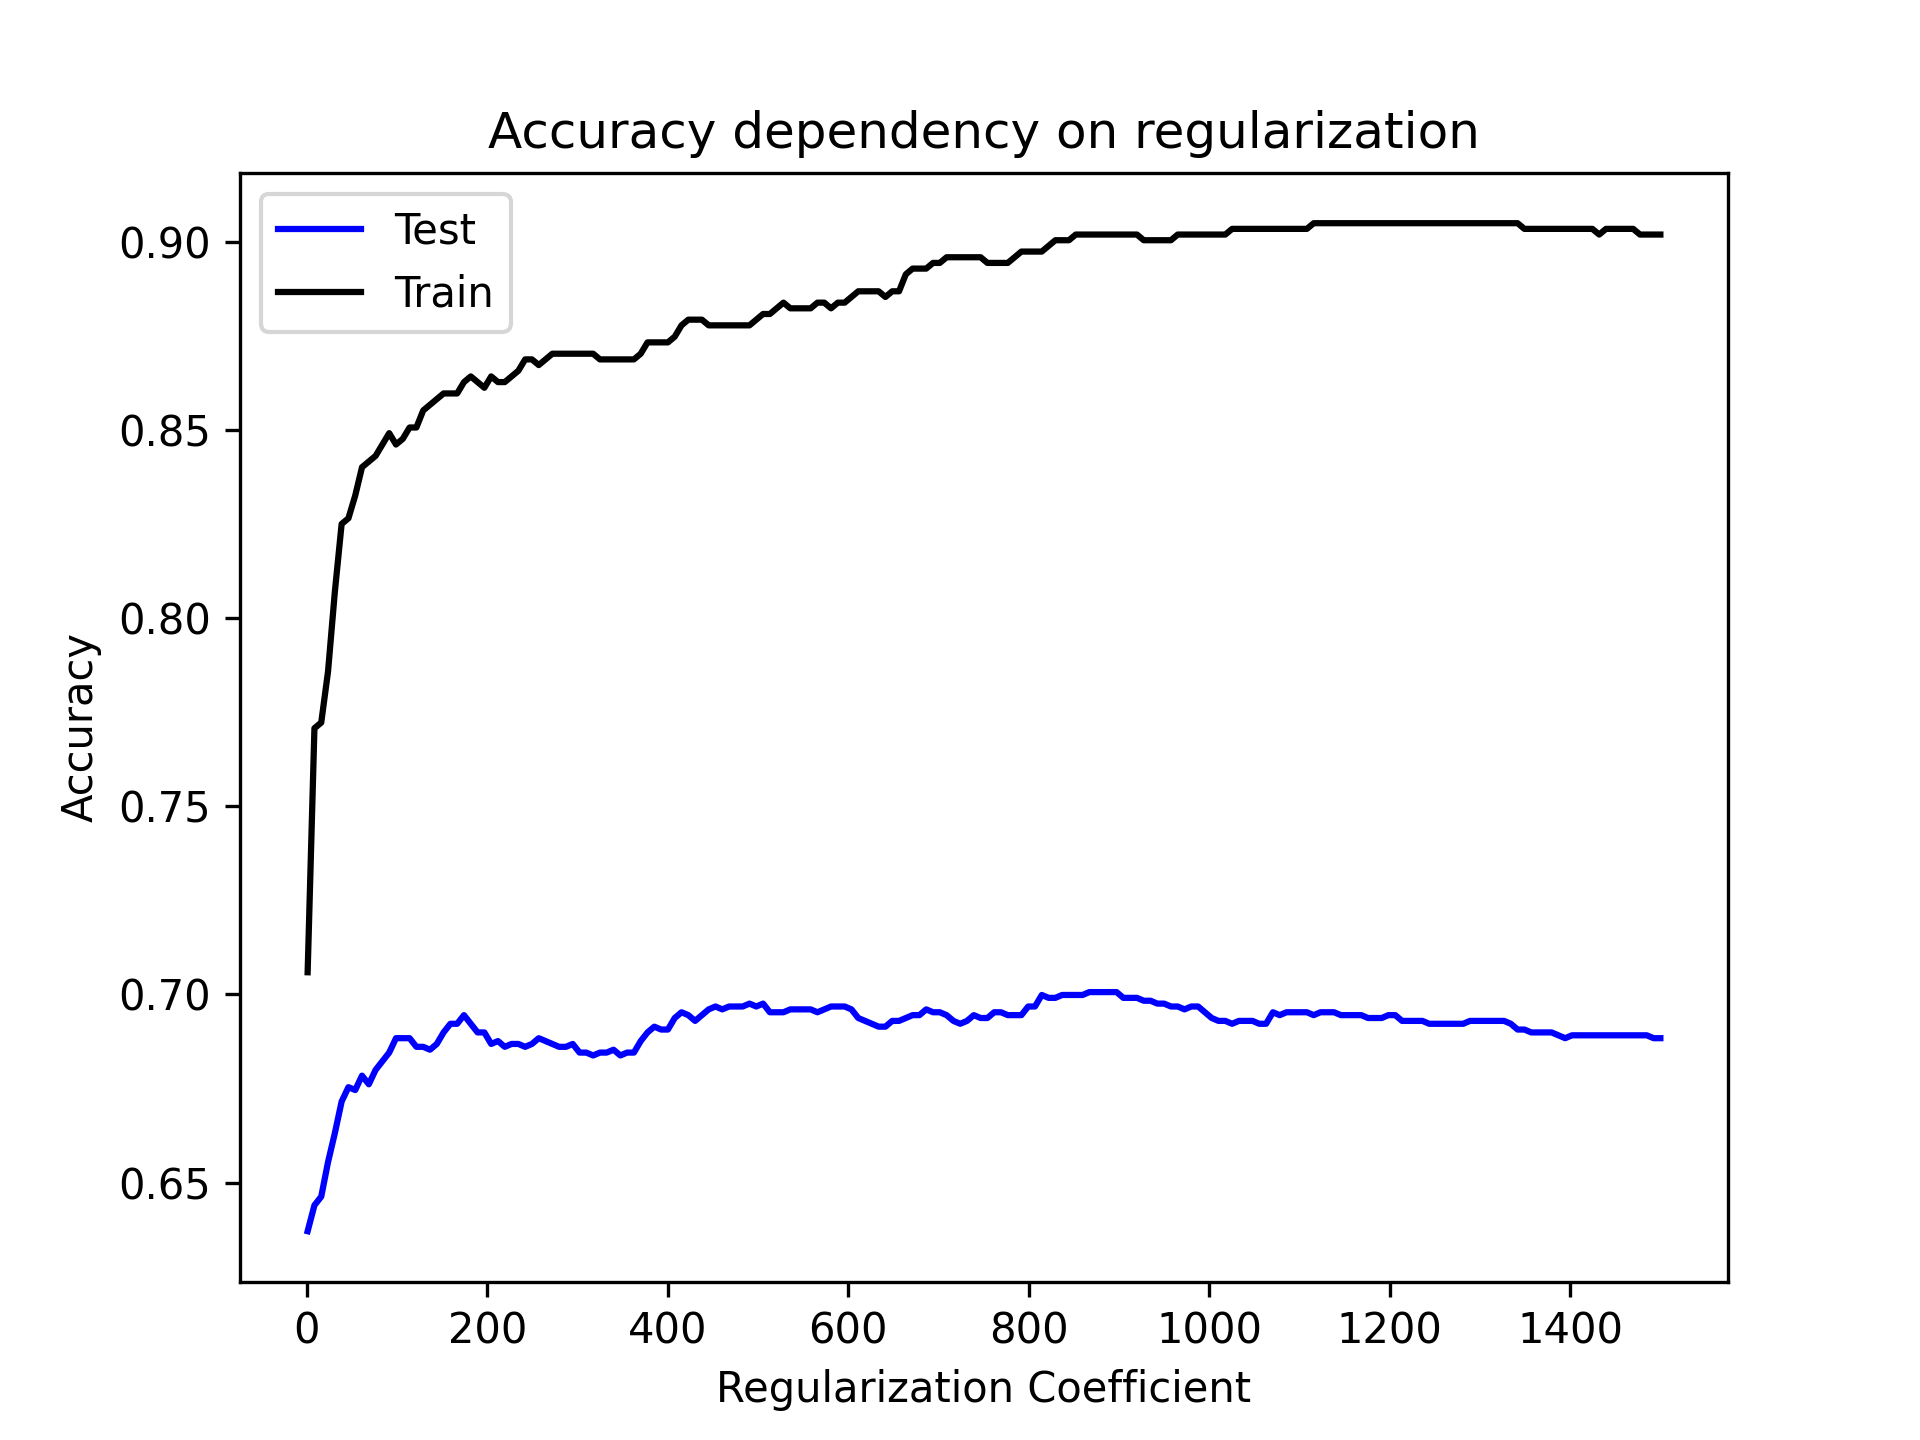 Accuracy dependency on regularization
Test
Train
0.90
0.85
0.80
0.75
0.70
0.65
Accuracy
0 200 400 600 800 1000 1200 1400
Regularization Coefficient